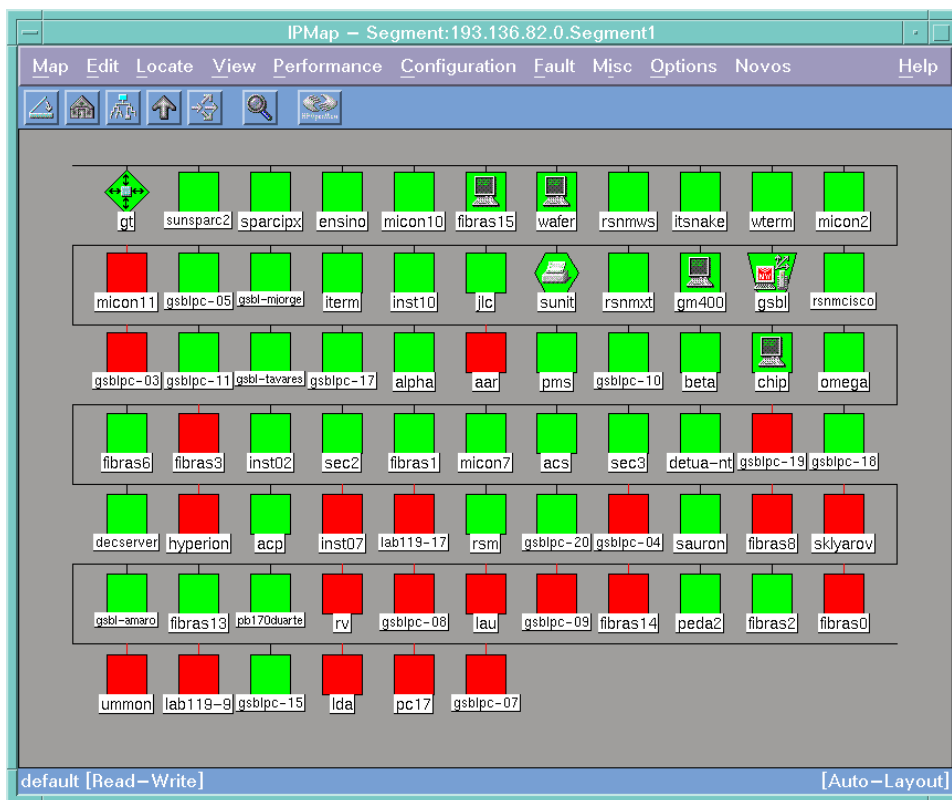 IPMap - Segment:193.136.82.0.Segment1
Map Edit Locate View Performance Configuration Fault Misc Options Novos Help
gt sunsparc2 sparcipx ensino micon10 fibras15 wafer rsnmws itsnake wterm micon2
micon11 gsblpc-05 gsbl-mjorge iterm inst10 jlc sunit rsnmxt gm400 gsbl rsnmcisco
gsblpc-03 gsblpc-11 gsbl-tavares gsblpc-17 alpha aar pms gsblpc-10 beta chip omega
fibras6 fibras3 inst02 sec2 fibras1 micon7 acs sec3 detua-nt gsblpc-19 gsblpc-18
decserver hyperion acp inst07 lab119-17 rsm gsblpc-20 gsblpc-04 sauron fibras8 sklyarov
gsbl-amaro fibras13 pb170duarte rv gsblpc-08 lau gsblpc-09 fibras14 peda2 fibras2 fibras0
ummon lab119-9 gsblpc-15 lda pc17 gsblpc-07
default [Read-Write] [Auto-Layout]